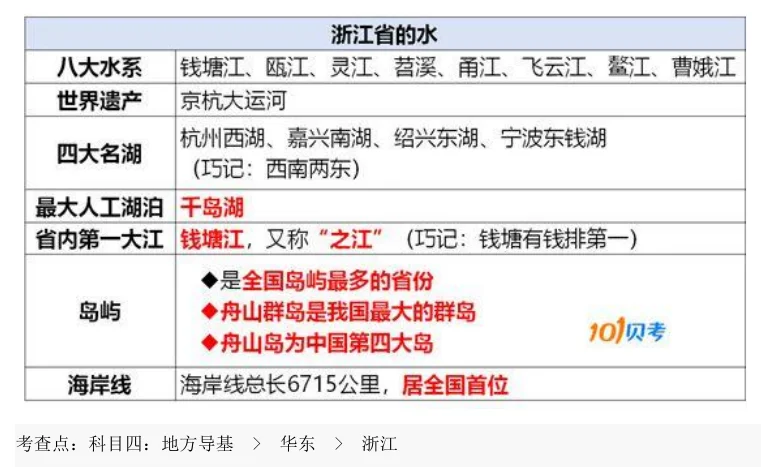 浙江省的水
八大水系 钱塘江、瓯江、灵江、苕溪、甬江、飞云江、鳌江、曹娥江
世界遗产 京杭大运河
四大名湖 杭州西湖、嘉兴南湖、绍兴东湖、宁波东钱湖
（巧记：西南两东）
最大人工湖泊 千岛湖
省内第一大江 钱塘江，又称“之江”（巧记：钱塘有钱排第一）
岛屿 ◆是全国岛屿最多的省份
◆舟山群岛是我国最大的群岛
◆舟山岛为中国第四大岛
101贝考
海岸线 海岸线总长6715公里，居全国首位
考查点：科目四：地方导基 > 华东 > 浙江